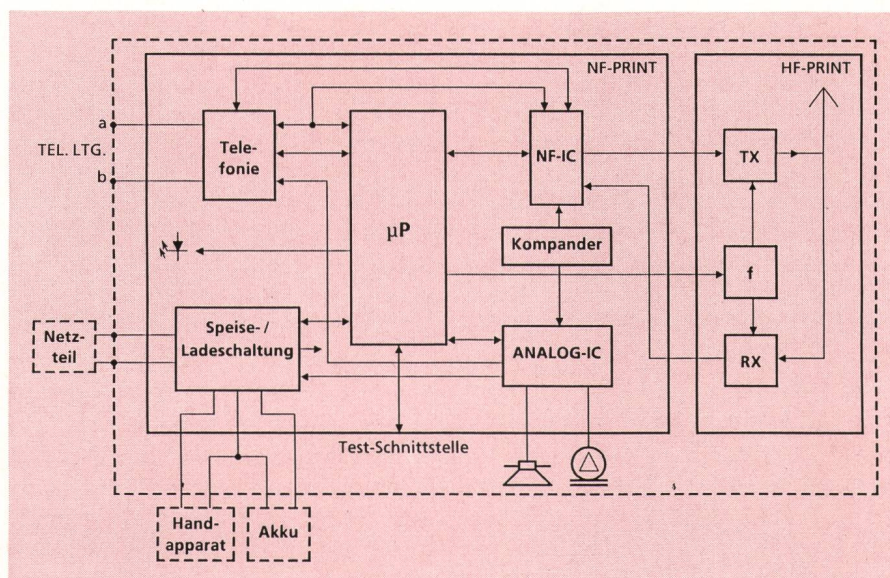 NF-PRINT
HF-PRINT
a
TEL. LTG.
b
Tele-
fonie
µP
NF-IC
TX
Kompander
f
Netz-
teil
Speise-/
Ladeschaltung
ANALOG-IC
RX
Test-Schnittstelle
Hand-
apparat
Akku